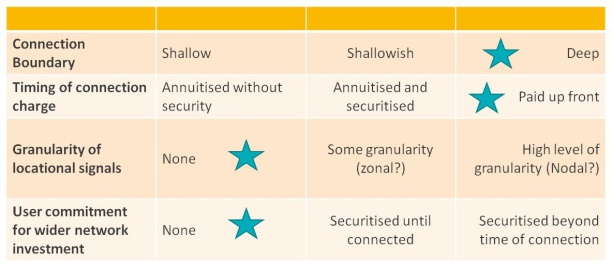 Connection
Boundary
Shallow
Shallowish
Deep
Timing of connection
charge
Annuitised without
security
Annuitised and
securitised
Paid up front
Granularity of
locational signals
None
Some granularity
(zonal?)
High level of
granularity (Nodal?)
User commitment
for wider network
investment
None
Securitised until
connected
Securitised beyond
time of connection